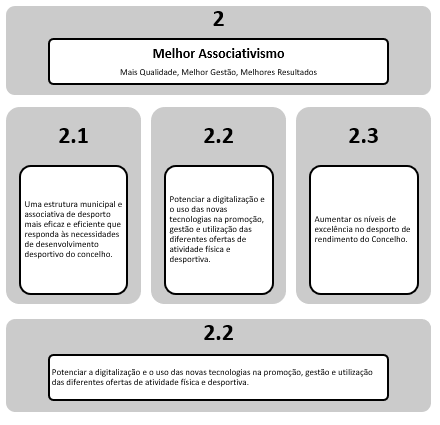 2
Melhor Associativismo
Mais Qualidade, Melhor Gestão, Melhores Resultados
2.1
Uma estrutura municipal e
associativa de desporto
mais eficaz e eficiente que
responda às necessidades
de desenvolvimento
desportivo do concelho.
2.2
Potenciar a digitalização e
o uso das novas
tecnologias na promoção,
gestão e utilização das
diferentes ofertas de
atividade física e
desportiva.
2.3
Aumentar os níveis de
excelência no desporto de
rendimento do Concelho.
2.2
Potenciar a digitalização e o uso das novas tecnologias na promoção, gestão e utilização
das diferentes ofertas de atividade física e desportiva.